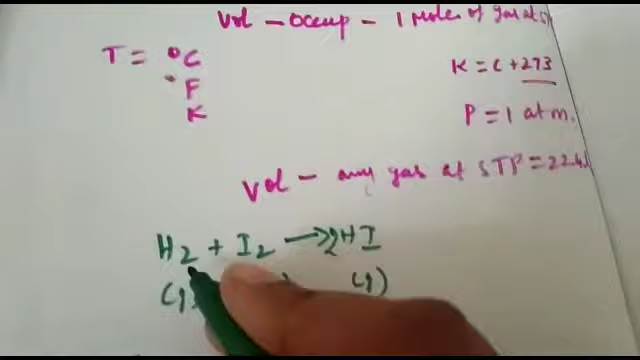 Vol - Occup - 1 Moles of gas at
T = °C
°F
K
K = C + 273
P = 1 atm.
Vol - any gas at STP = 22.4
H2 + I2 → 2HI
(g) (g)